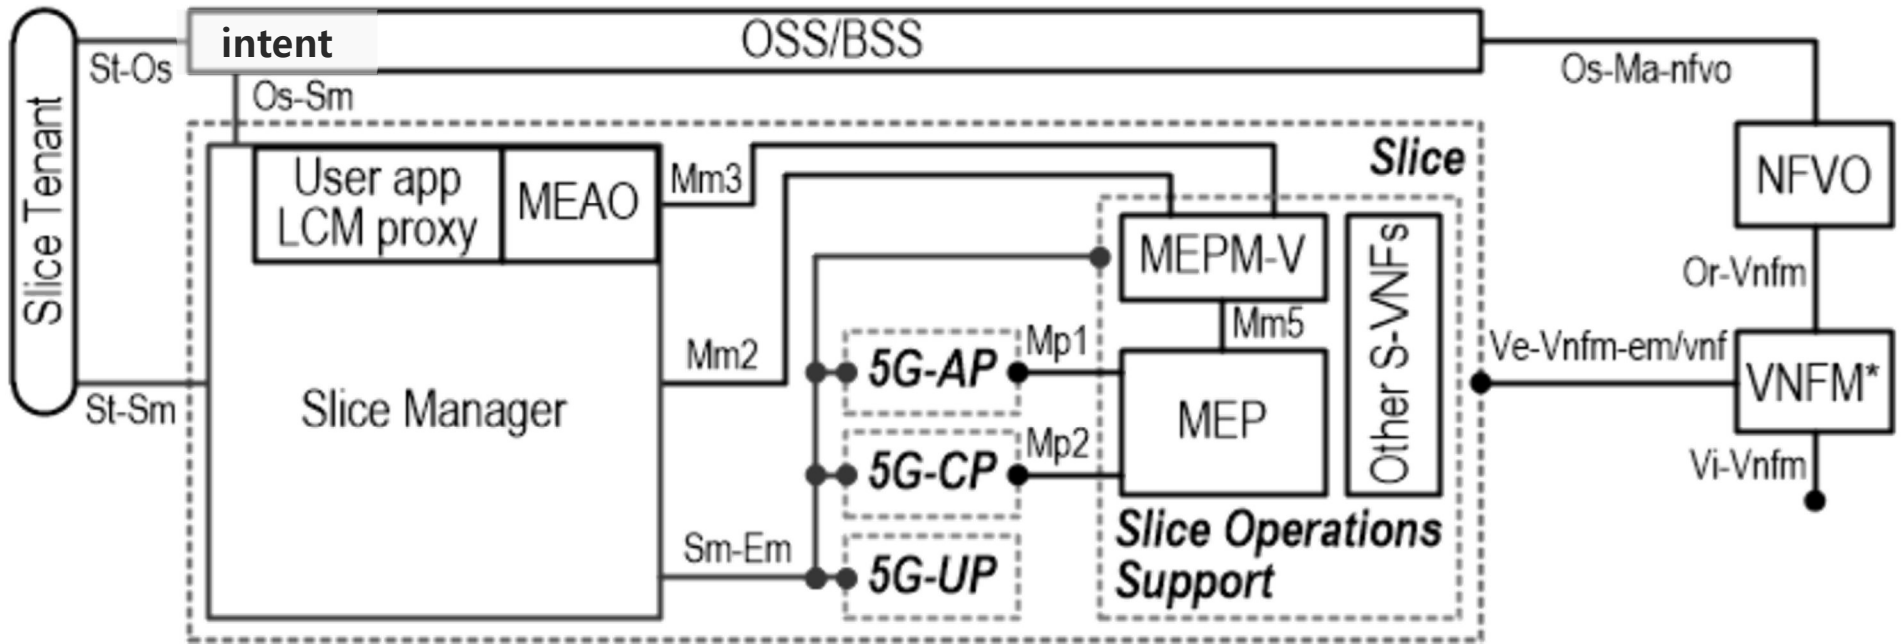 intent
OSS/BSS
St-Os
Os-Ma-nfvo
Os-Sm
Slice Tenant
Slice
User app
LCM proxy
MEAO
Mm3
NFVO
MEPM-V
Other S-VNFs
Or-Vnfm
Mm5
Mp1
Ve-Vnfm-em/vnf
Mm2
5G-AP
VNFM*
St-Sm
Slice Manager
MEP
Mp2
5G-CP
Vi-Vnfm
Slice Operations
Support
Sm-Em
5G-UP